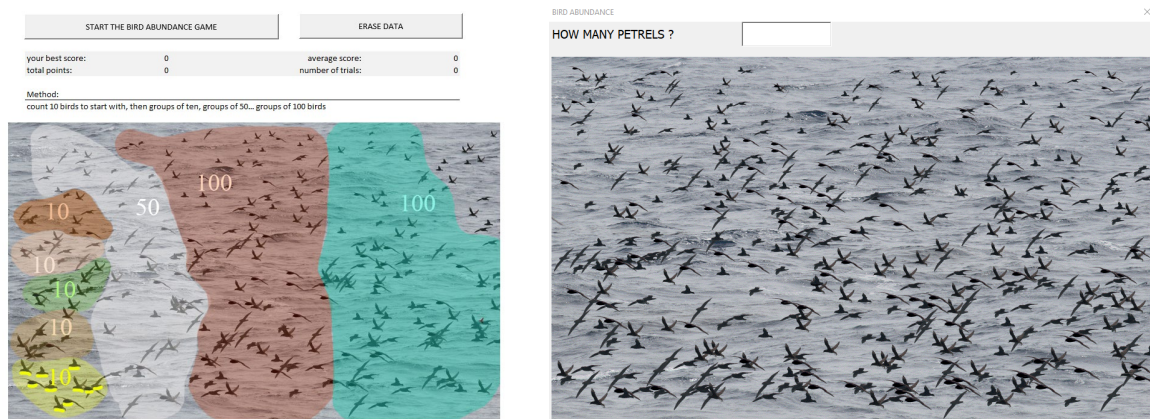 START THE BIRD ABUNDANCE GAME
ERASE DATA
your best score: 0 average score: 0
total points: 0 number of trials: 0
Method:
count 10 birds to start with, then groups of ten, groups of 50... groups of 100 birds
100
50
100
10
10
10
10
10
BIRD ABUNDANCE
HOW MANY PETRELS ?